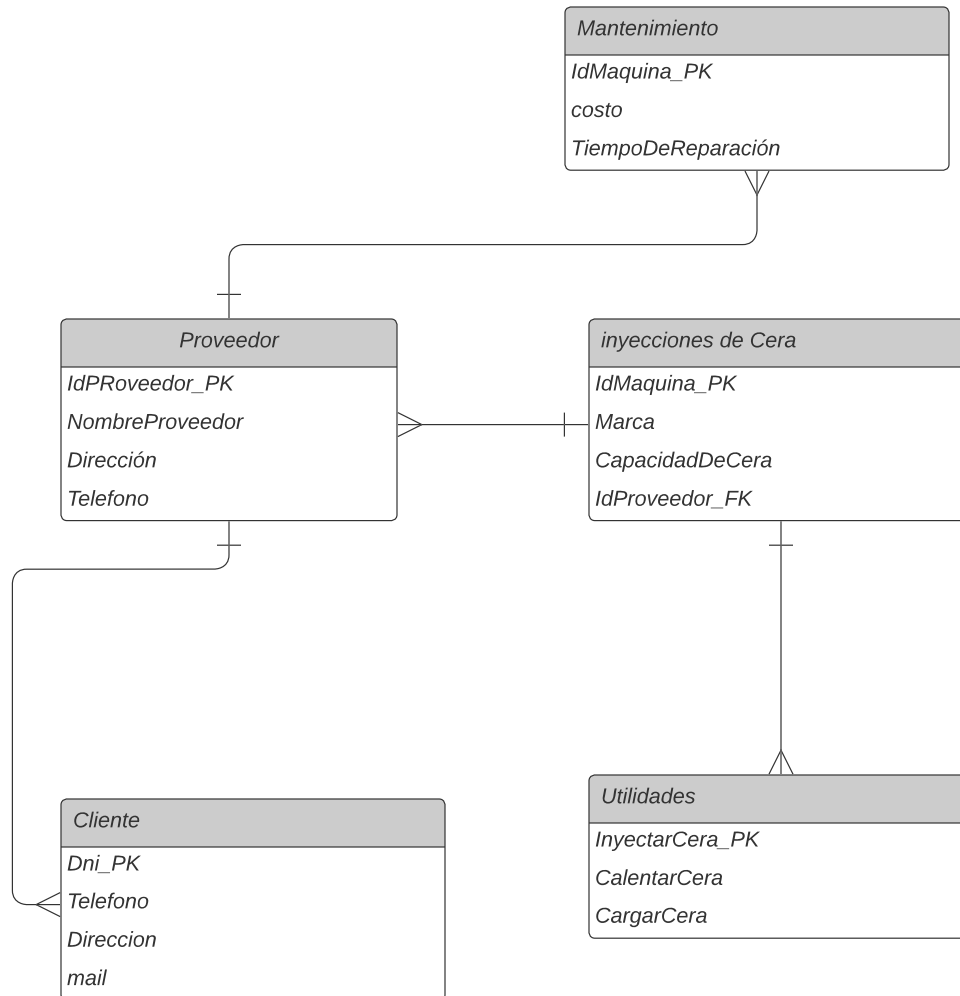 Mantenimiento
IdMaquina_PK
costo
TiempoDeReparación
Proveedor
IdPRoveedor_PK
NombreProveedor
Dirección
Telefono
inyecciones de Cera
IdMaquina_PK
Marca
CapacidadDeCera
IdProveedor_FK
Cliente
Dni_PK
Telefono
Direccion
mail
Utilidades
InyectarCera_PK
CalentarCera
CargarCera